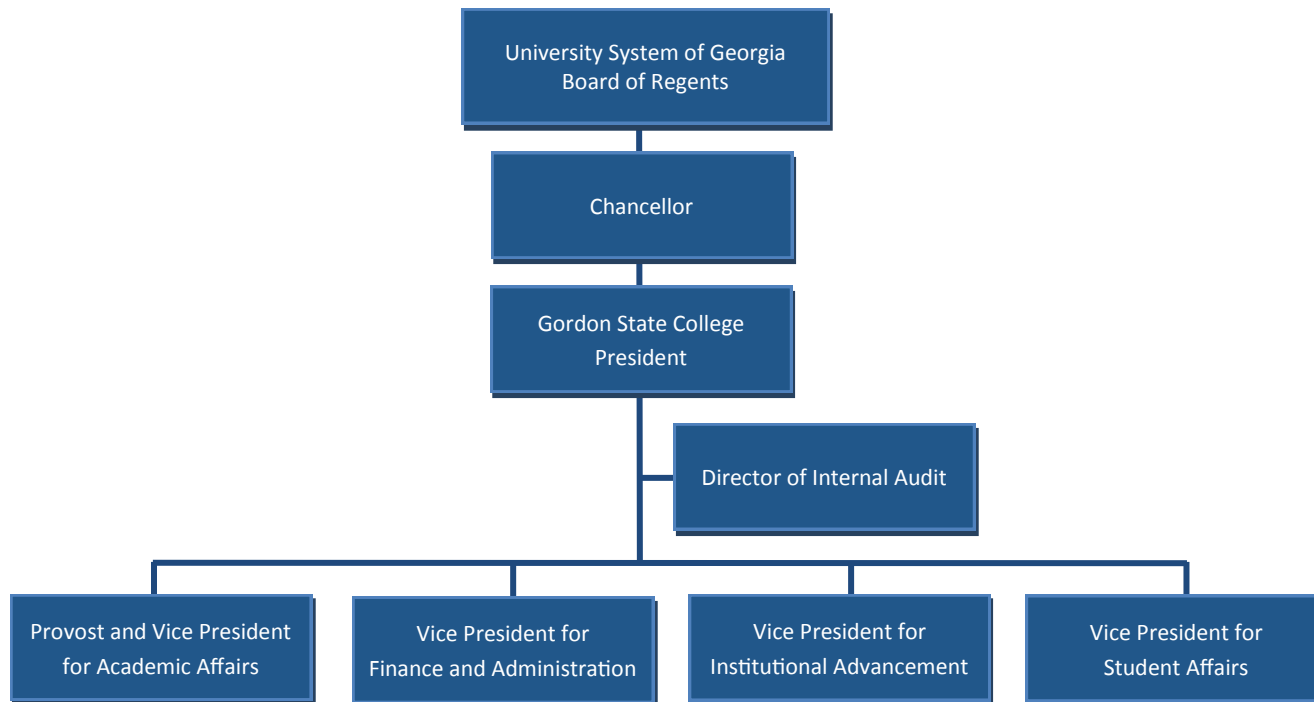 University System of Georgia
Board of Regents
Chancellor
Gordon State College
President
Director of Internal Audit
Provost and Vice President
for Academic Affairs
Vice President for
Finance and Administration
Vice President for
Institutional Advancement
Vice President for
Student Affairs